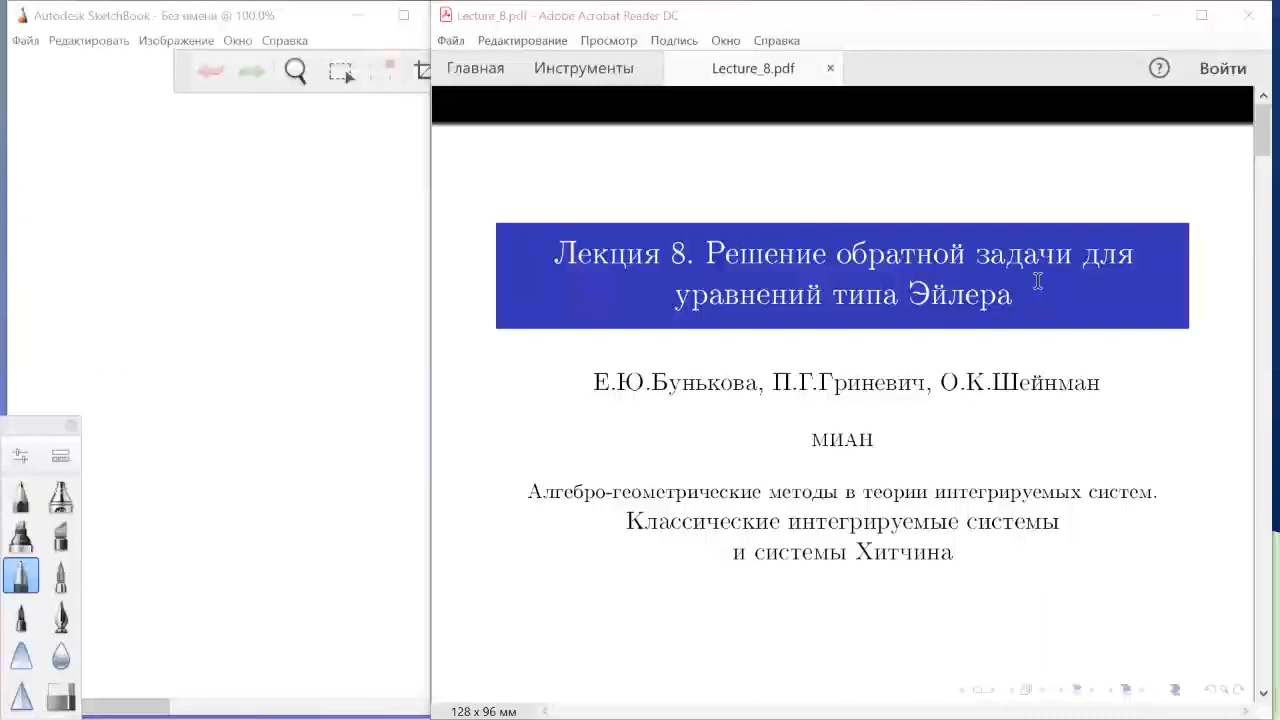 Autodesk SketchBook - Без имени @ 100.0%
Файл Редактировать Изображение Окно Справка
Lecture_8.pdf - Adobe Acrobat Reader DC
Файл Редактирование Просмотр Подпись Окно Справка
Главная Инструменты Lecture_8.pdf × ? Войти
Лекция 8. Решение обратной задачи для
уравнений типа Эйлера
Е.Ю.Бунькова, П.Г.Гриневич, О.К.Шейнман
МИАН
Алгебро-геометрические методы в теории интегрируемых систем.
Классические интегрируемые системы
и системы Хитчина
128 x 96 мм